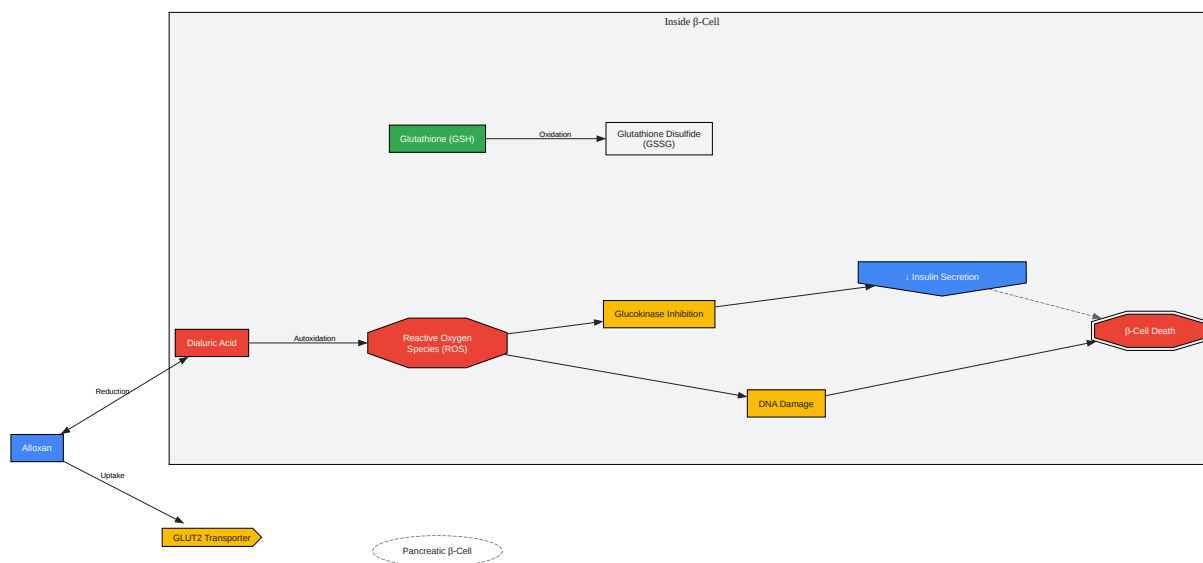 Inside β-Cell
Glutathione (GSH)
Oxidation
Glutathione Disulfide
(GSSG)
↓ Insulin Secretion
Glucokinase Inhibition
Dialuric Acid
Autoxidation
Reactive Oxygen
Species (ROS)
β-Cell Death
Reduction
DNA Damage
Alloxan
Uptake
GLUT2 Transporter
Pancreatic β-Cell